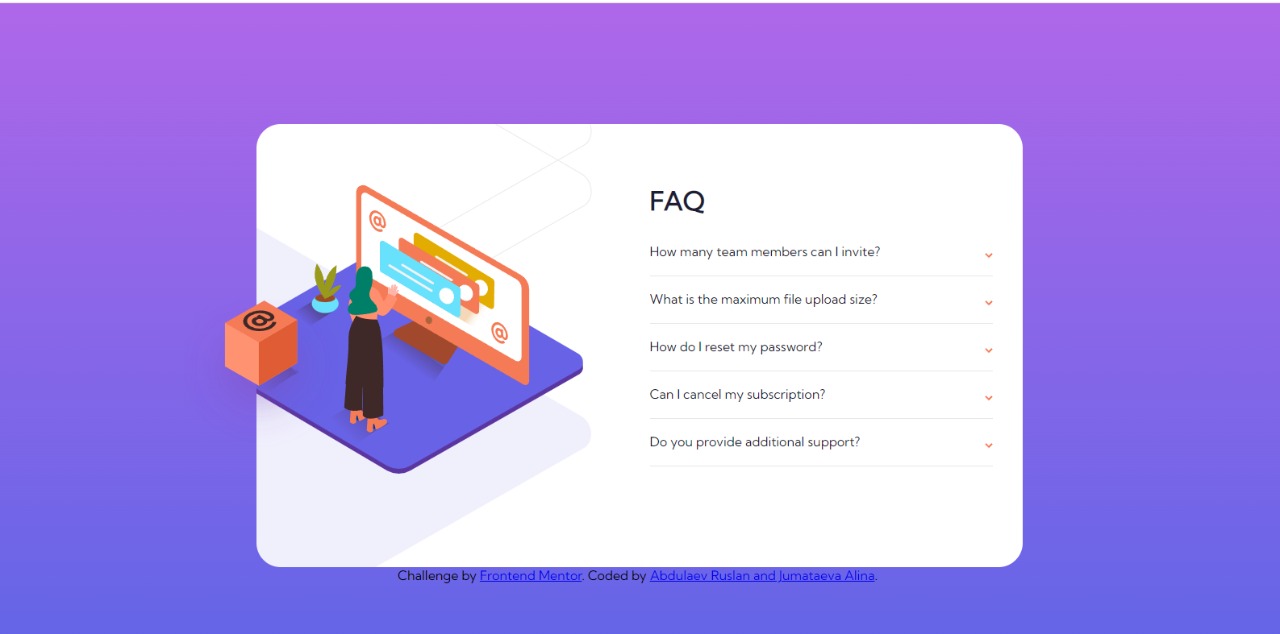 FAQ
How many team members can I invite?
What is the maximum file upload size?
How do I reset my password?
Can I cancel my subscription?
Do you provide additional support?
@
@
@
Challenge by Frontend Mentor. Coded by Abdulaev Ruslan and Jumataeva Alina.